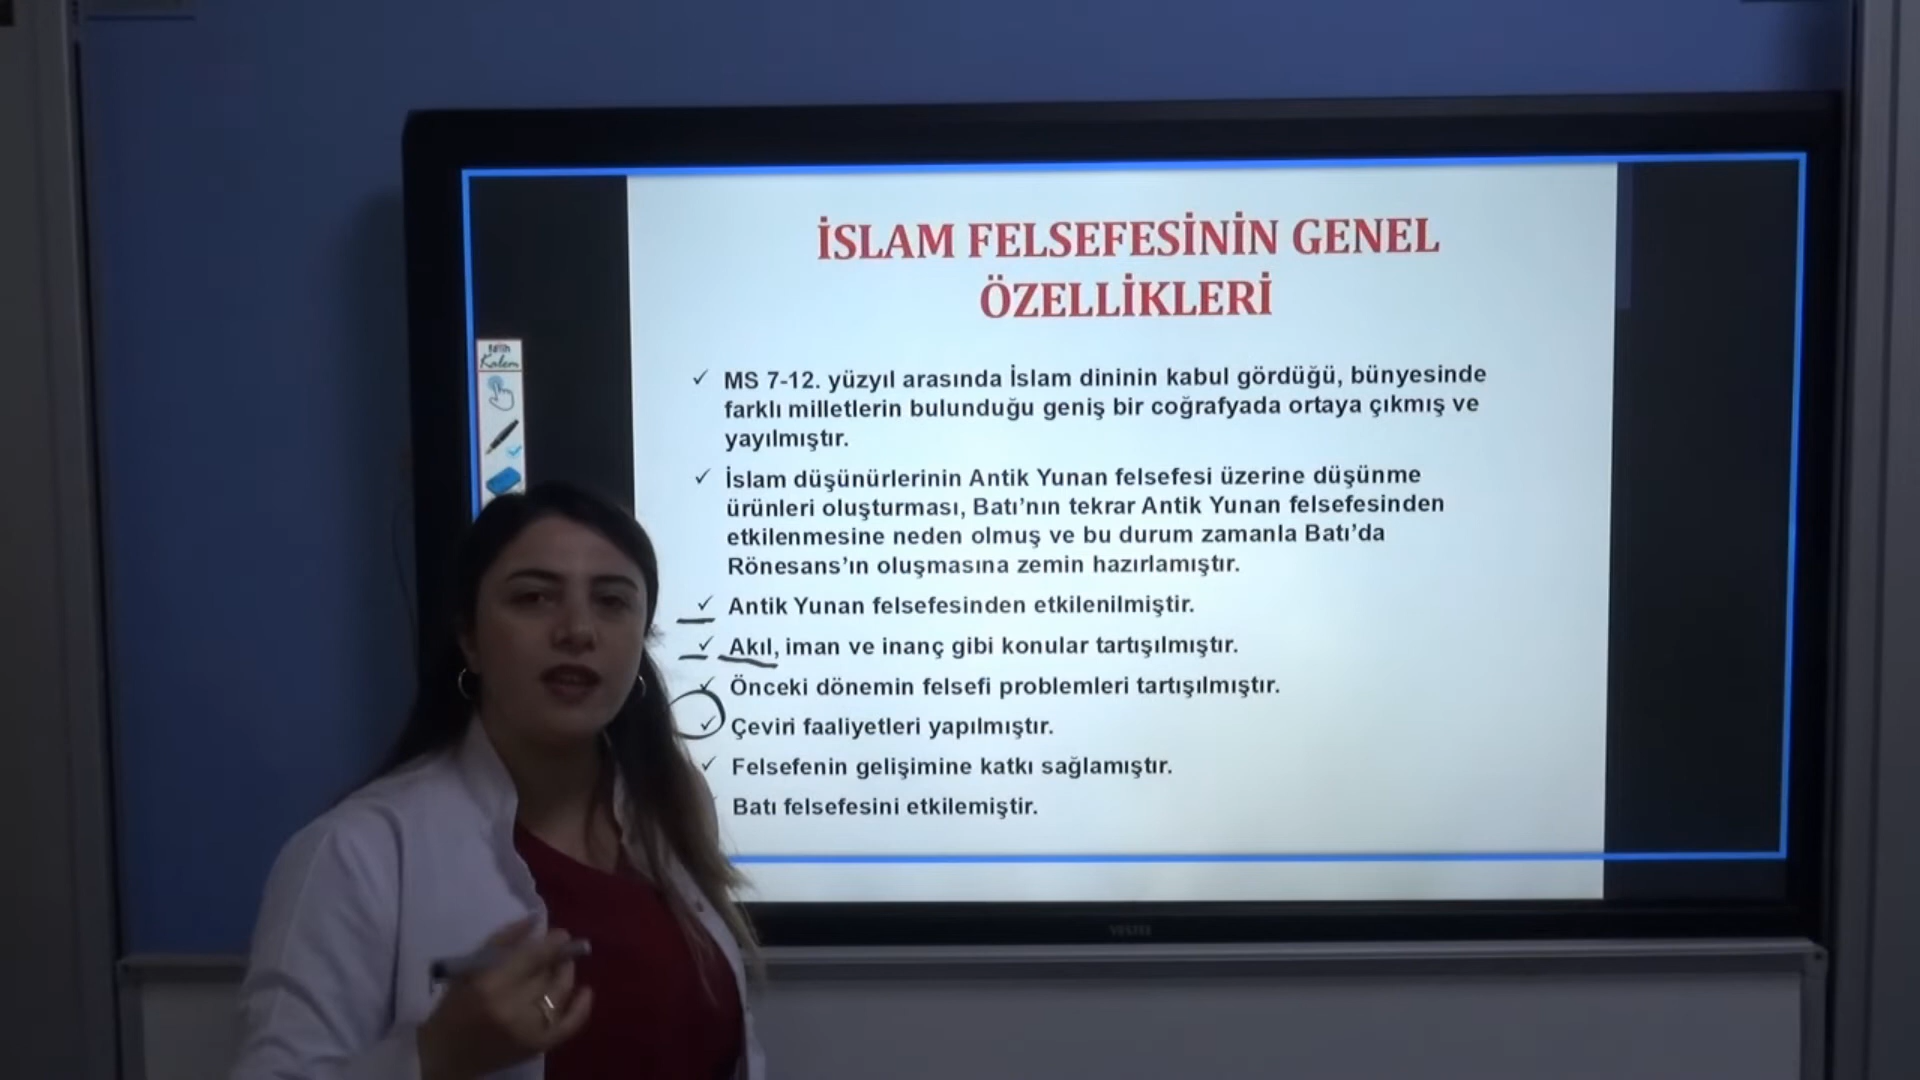 İSLAM FELSEFESİNİN GENEL
ÖZELLİKLERİ
✓ MS 7-12. yüzyıl arasında İslam dininin kabul gördüğü, bünyesinde
farklı milletlerin bulunduğu geniş bir coğrafyada ortaya çıkmış ve
yayılmıştır.
✓ İslam düşünürlerinin Antik Yunan felsefesi üzerine düşünme
ürünleri oluşturması, Batı’nın tekrar Antik Yunan felsefesinden
etkilenmesine neden olmuş ve bu durum zamanla Batı’da
Rönesans’ın oluşmasına zemin hazırlamıştır.
✓ Antik Yunan felsefesinden etkilenilmiştir.
✓ Akıl, iman ve inanç gibi konular tartışılmıştır.
✓ Önceki dönemin felsefi problemleri tartışılmıştır.
✓ Çeviri faaliyetleri yapılmıştır.
✓ Felsefenin gelişimine katkı sağlamıştır.
Batı felsefesini etkilemiştir.
fatih
Kalem
VESTEL